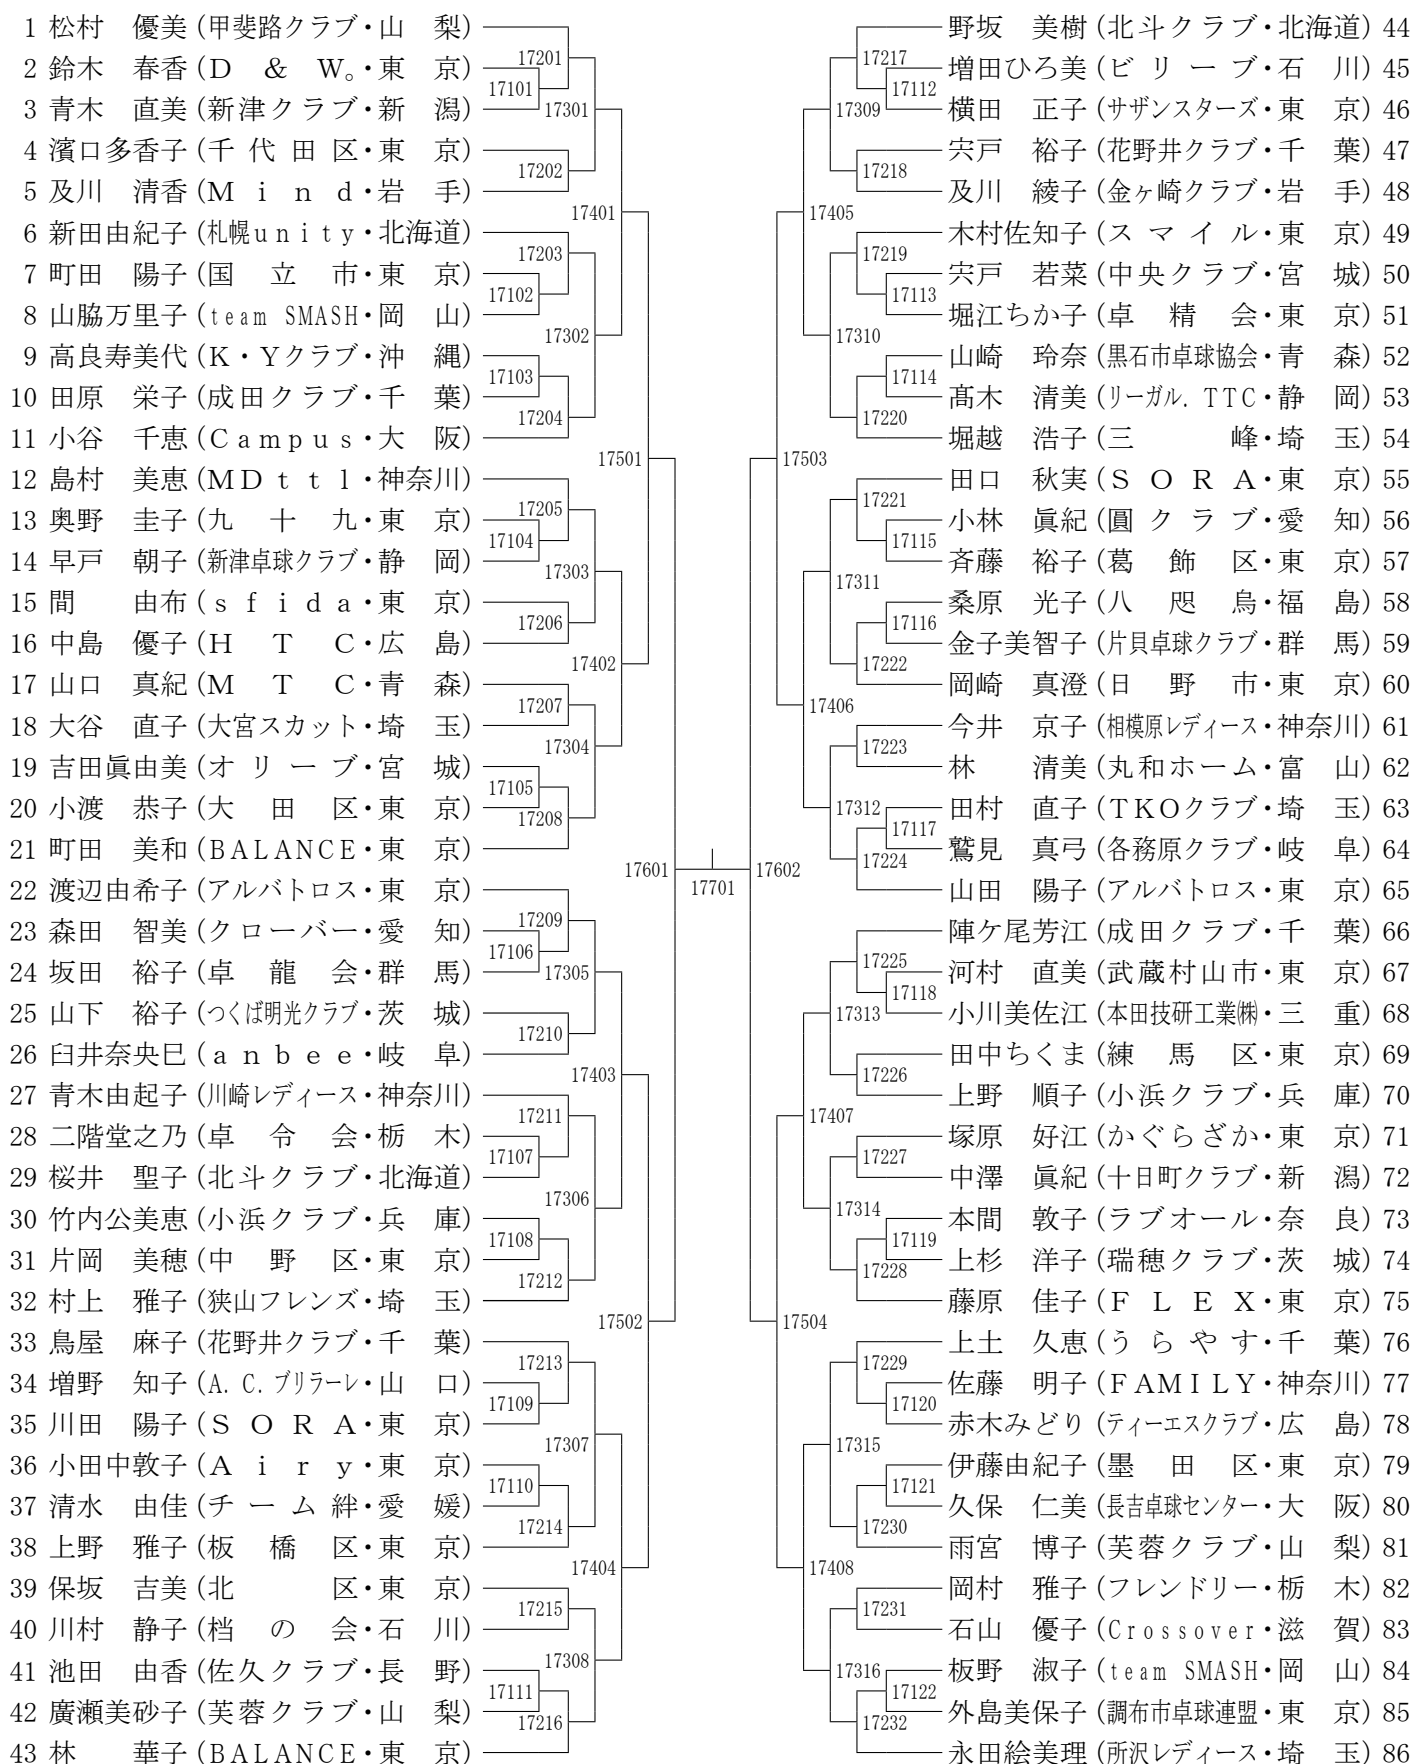 1 松村　優美 (甲斐路クラブ・山　梨)
2 鈴木　春香 (D & W。・東　京)
3 青木　直美 (新津クラブ・新　潟)
4 濱口多香子 (千代田区・東　京)
5 及川　清香 (Mind・岩　手)
6 新田由紀子 (札幌unity・北海道)
7 町田　陽子 (国立市・東　京)
8 山脇万里子 (team SMASH・岡　山)
9 高良寿美代 (K・Yクラブ・沖　縄)
10 田原　栄子 (成田クラブ・千　葉)
11 小谷　千恵 (Campus・大　阪)
12 島村　美恵 (MDttl・神奈川)
13 奥野　圭子 (九十九・東　京)
14 早戸　朝子 (新津卓球クラブ・静　岡)
15 間　　由布 (sfida・東　京)
16 中島　優子 (HTC・広　島)
17 山口　真紀 (MTC・青　森)
18 大谷　直子 (大宮スカット・埼　玉)
19 吉田眞由美 (オリーブ・宮　城)
20 小渡　恭子 (大田区・東　京)
21 町田　美和 (BALANCE・東　京)
22 渡辺由希子 (アルバトロス・東　京)
23 森田　智美 (クローバー・愛　知)
24 坂田　裕子 (卓龍会・群　馬)
25 山下　裕子 (つくば明光クラブ・茨　城)
26 臼井奈央巳 (anbee・岐　阜)
27 青木由起子 (川崎レディース・神奈川)
28 二階堂之乃 (卓令会・栃　木)
29 桜井　聖子 (北斗クラブ・北海道)
30 竹内公美恵 (小浜クラブ・兵　庫)
31 片岡　美穂 (中野区・東　京)
32 村上　雅子 (狭山フレンズ・埼　玉)
33 鳥屋　麻子 (花野井クラブ・千　葉)
34 増野　知子 (A.C.ブリラーレ・山　口)
35 川田　陽子 (SORA・東　京)
36 小田中敦子 (Airy・東　京)
37 清水　由佳 (チーム絆・愛　媛)
38 上野　雅子 (板橋区・東　京)
39 保坂　吉美 (北区・東　京)
40 川村　静子 (档の会・石　川)
41 池田　由香 (佐久クラブ・長　野)
42 廣瀬美砂子 (芙蓉クラブ・山　梨)
43 林　　華子 (BALANCE・東　京)
17101
17102
17103
17104
17105
17106
17107
17108
17109
17110
17111
17201
17202
17203
17204
17205
17206
17207
17208
17209
17210
17211
17212
17213
17214
17215
17216
17301
17302
17303
17304
17305
17306
17307
17308
17401
17402
17403
17404
17501
17502
17601
17701
17602
17503
17504
17405
17406
17407
17408
17309
17310
17311
17312
17313
17314
17315
17316
17217
17218
17219
17220
17221
17222
17223
17224
17225
17226
17227
17228
17229
17230
17231
17232
17112
17113
17114
17115
17116
17117
17118
17119
17120
17121
17122
野坂　美樹 (北斗クラブ・北海道) 44
増田ひろ美 (ビリーブ・石　川) 45
横田　正子 (サザンスターズ・東　京) 46
宍戸　裕子 (花野井クラブ・千　葉) 47
及川　綾子 (金ヶ崎クラブ・岩　手) 48
木村佐知子 (スマイル・東　京) 49
宍戸　若菜 (中央クラブ・宮　城) 50
堀江ちか子 (卓精会・東　京) 51
山崎　玲奈 (黒石市卓球協会・青　森) 52
髙木　清美 (リーガル.TTC・静　岡) 53
堀越　浩子 (三峰・埼　玉) 54
田口　秋実 (SORA・東　京) 55
小林　眞紀 (圓クラブ・愛　知) 56
斉藤　裕子 (葛飾区・東　京) 57
桑原　光子 (八咫烏・福　島) 58
金子美智子 (片貝卓球クラブ・群　馬) 59
岡崎　真澄 (日野市・東　京) 60
今井　京子 (相模原レディース・神奈川) 61
林　　清美 (丸和ホーム・富　山) 62
田村　直子 (TKOクラブ・埼　玉) 63
鷲見　真弓 (各務原クラブ・岐　阜) 64
山田　陽子 (アルバトロス・東　京) 65
陣ケ尾芳江 (成田クラブ・千　葉) 66
河村　直美 (武蔵村山市・東　京) 67
小川美佐江 (本田技研工業㈱・三　重) 68
田中ちくま (練馬区・東　京) 69
上野　順子 (小浜クラブ・兵　庫) 70
塚原　好江 (かぐらざか・東　京) 71
中澤　眞紀 (十日町クラブ・新　潟) 72
本間　敦子 (ラブオール・奈　良) 73
上杉　洋子 (瑞穂クラブ・茨　城) 74
藤原　佳子 (FLEX・東　京) 75
上土　久恵 (うらやす・千　葉) 76
佐藤　明子 (FAMILY・神奈川) 77
赤木みどり (ティーエスクラブ・広　島) 78
伊藤由紀子 (墨田区・東　京) 79
久保　仁美 (長吉卓球センター・大　阪) 80
雨宮　博子 (芙蓉クラブ・山　梨) 81
岡村　雅子 (フレンドリー・栃　木) 82
石山　優子 (Crossover・滋　賀) 83
板野　淑子 (team SMASH・岡　山) 84
外島美保子 (調布市卓球連盟・東　京) 85
永田絵美理 (所沢レディース・埼　玉) 86